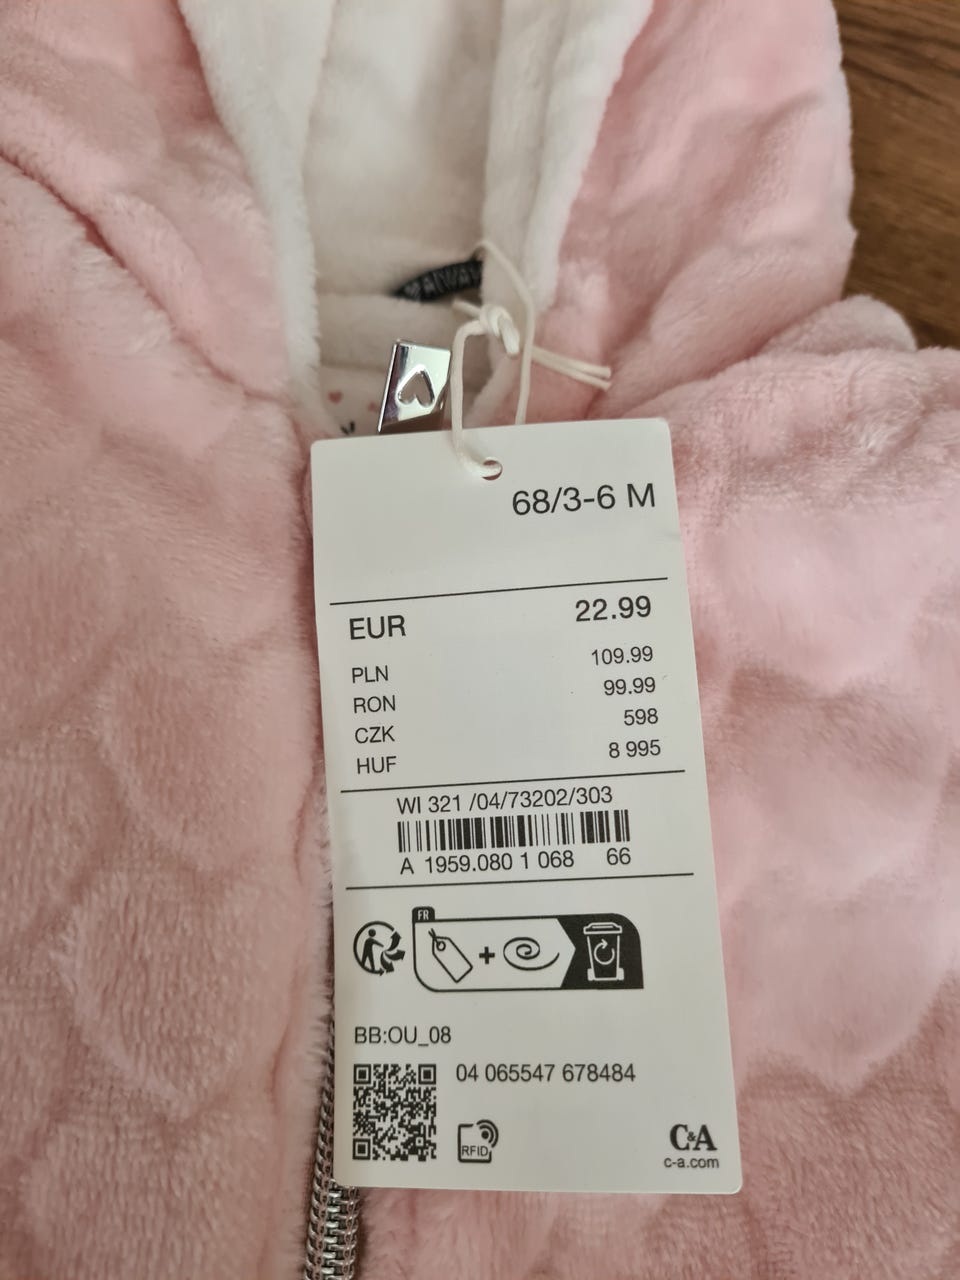 68/3-6 M
EUR 22.99
PLN 109.99
RON 99.99
CZK 598
HUF 8 995
WI 321 /04/73202/303
A 1959.080 1 068 66
FR
BB:OU_08
04 065547 678484
RFID
C&A
c-a.com